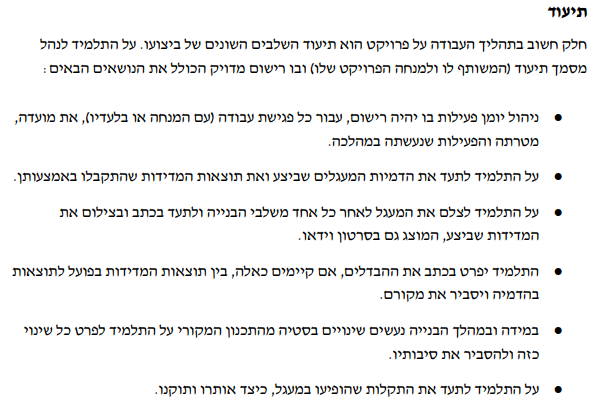 תיעוד
חלק חשוב בתהליך העבודה על פרויקט הוא תיעוד השלבים השונים של ביצועו. על התלמיד לנהל
מסמך תיעוד (המשותף לו ולמנחה הפרויקט שלו) ובו רישום מדויק הכולל את הנושאים הבאים :
● ניהול יומן פעילות בו יהיה רישום, עבור כל פגישת עבודה (עם המנחה או בלעדיו), את מועדה,
מטרתה והפעילות שנעשתה במהלכה.
● על התלמיד לתעד את הדמיות המעגלים שביצע ואת תוצאות המדידות שהתקבלו באמצעותן.
● על התלמיד לצלם את המעגל לאחר כל אחד משלבי הבנייה ולתעד בכתב ובצילום את
המדידות שביצע, המוצג גם בסרטון וידאו.
● התלמיד יפרט בכתב את ההבדלים, אם קיימים כאלה, בין תוצאות המדידות בפועל לתוצאות
בהדמיה ויסביר את מקורם.
● במידה ובמהלך הבנייה נעשים שינויים בסטיה מהתכנון המקורי על התלמיד לפרט כל שינוי
כזה ולהסביר את סיבותיו.
● על התלמיד לתעד את התקלות שהופיעו במעגל, כיצד אותרו ותוקנו.